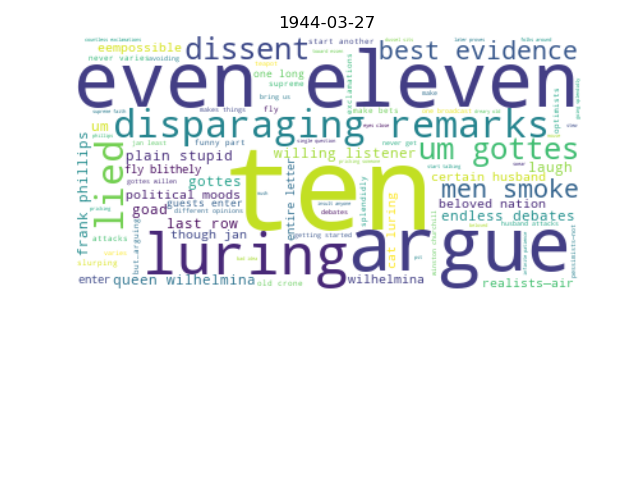 1944-03-27
countless exclamations
start another
later proves
folks around
eempossible
dissent
best evidence
never varies
avoiding
even eleven
one long
supreme
bring us
exclamations
make
make bets
optimists
disparaging remarks
makes things
fly
um
um gottes
lied
frank phillips
jan least
funny part
single question
never get
plain stupid
willing listener
laugh
fly blithely
start talking
certain husband
gottes willen
gottes
ten
men smoke
political moods
entire letter
splendidly
cat luring
guests enter
goad
different opinions
debates
beloved nation
endless debates
last row
husband attacks
attacks
though jan
getting started
but…arguing
luring
argue
winston churchill
slurping
enter
queen wilhelmina
old crone
wilhelmina
realists—air
pessimists—not